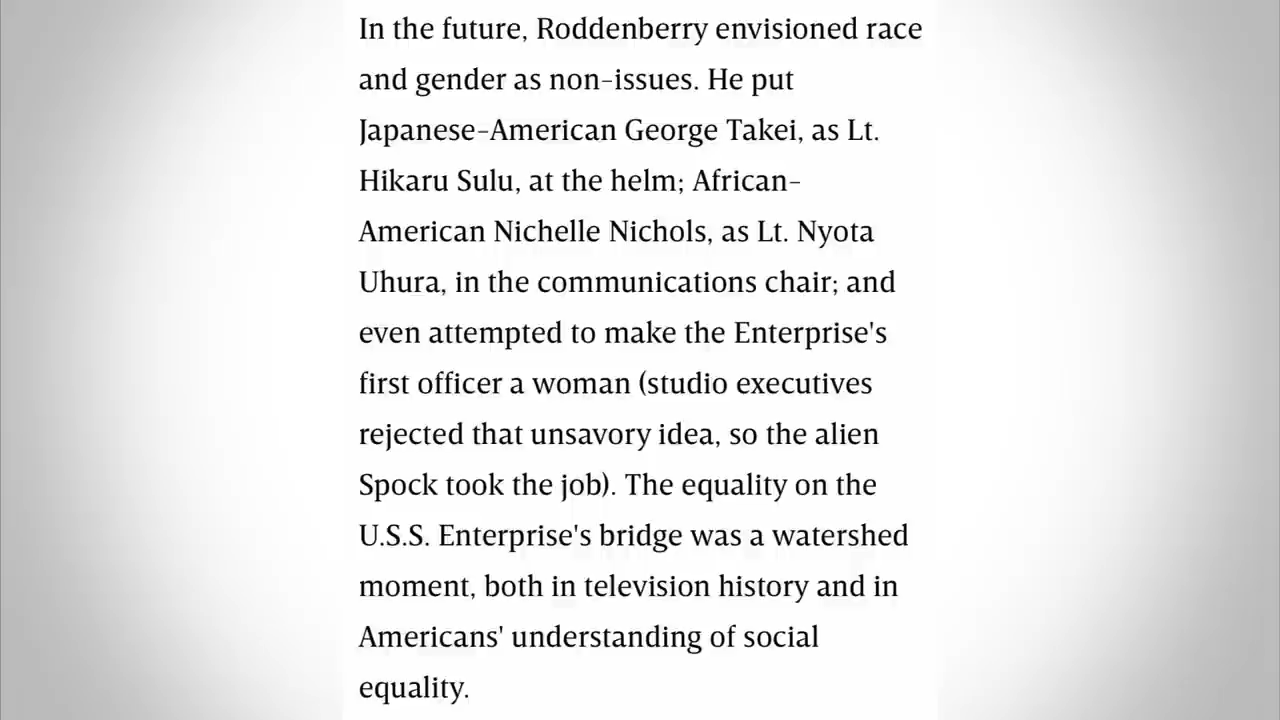 In the future, Roddenberry envisioned race
and gender as non-issues. He put
Japanese-American George Takei, as Lt.
Hikaru Sulu, at the helm; African-
American Nichelle Nichols, as Lt. Nyota
Uhura, in the communications chair; and
even attempted to make the Enterprise's
first officer a woman (studio executives
rejected that unsavory idea, so the alien
Spock took the job). The equality on the
U.S.S. Enterprise's bridge was a watershed
moment, both in television history and in
Americans' understanding of social
equality.